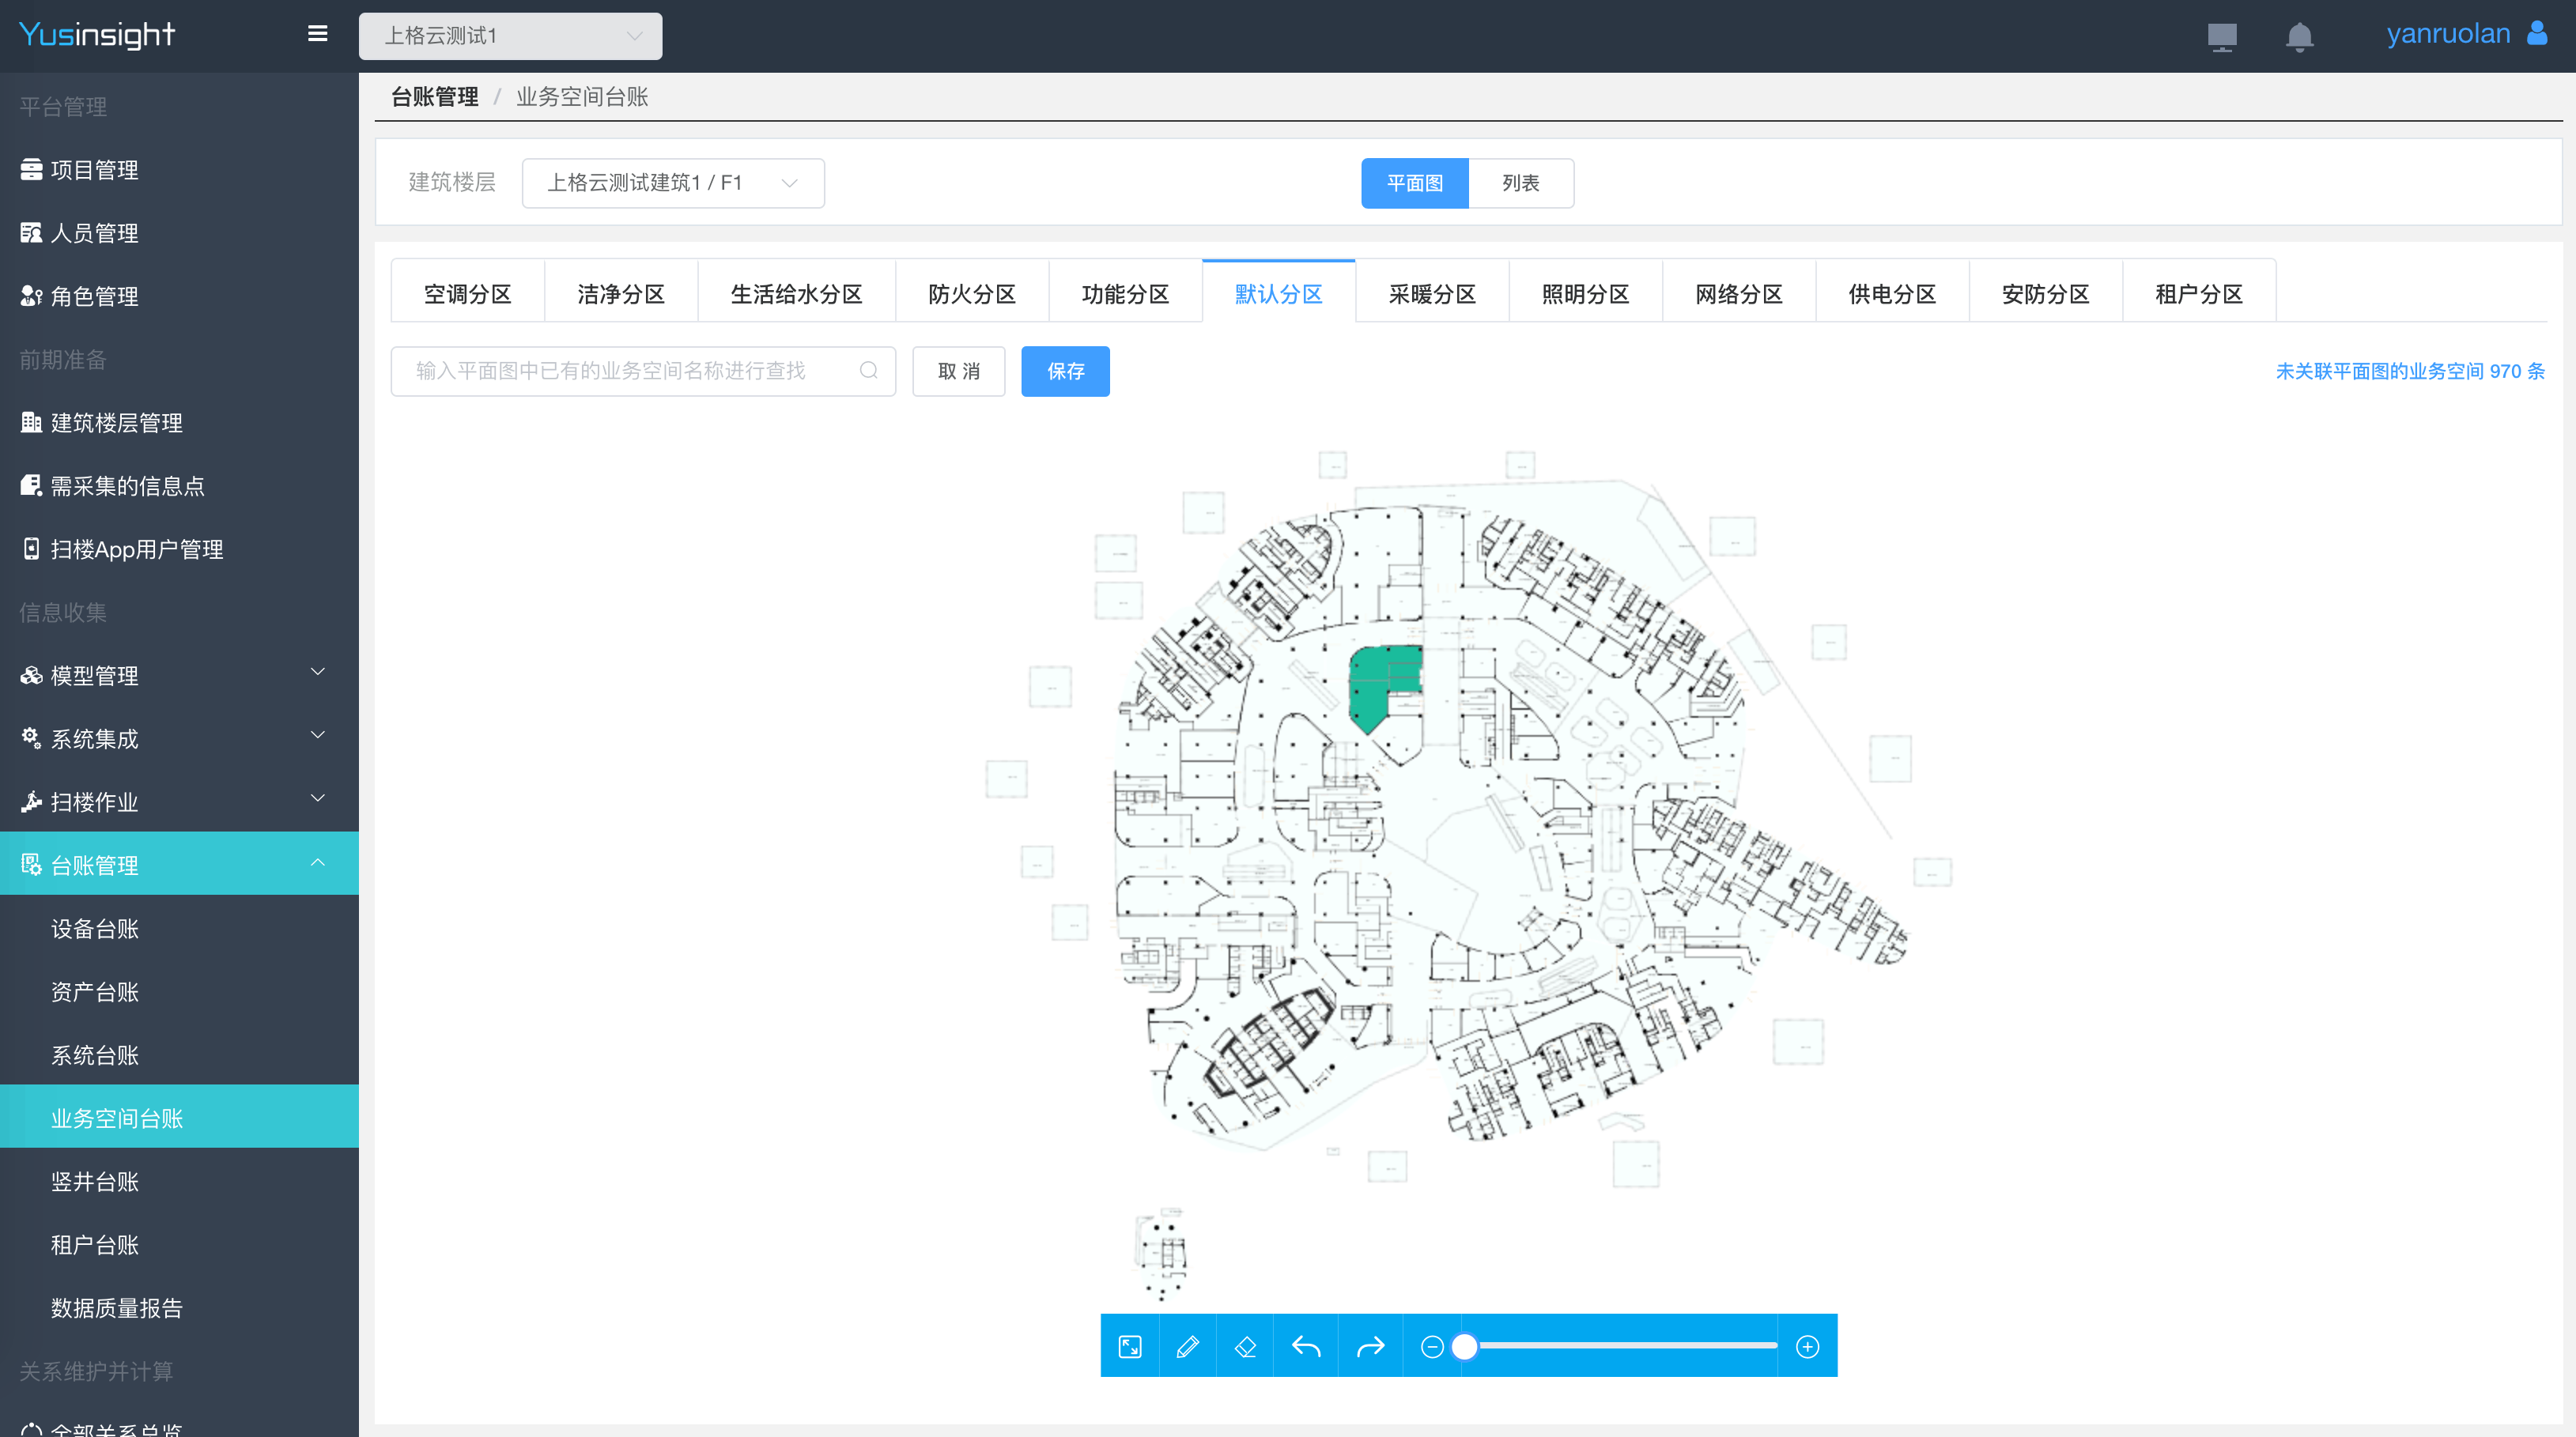 Yusinsight
上格云测试1
yanruolan
平台管理
项目管理
人员管理
角色管理
前期准备
建筑楼层管理
需采集的信息点
扫楼App用户管理
信息收集
模型管理
系统集成
扫楼作业
台账管理
设备台账
资产台账
系统台账
业务空间台账
竖井台账
租户台账
数据质量报告
关系维护并计算
全部关系总览
台账管理 / 业务空间台账
建筑楼层 上格云测试建筑1 / F1
平面图 列表
空调分区 洁净分区 生活给水分区 防火分区 功能分区 默认分区 采暖分区 照明分区 网络分区 供电分区 安防分区 租户分区
输入平面图中已有的业务空间名称进行查找 取 消 保存 未关联平面图的业务空间 970 条